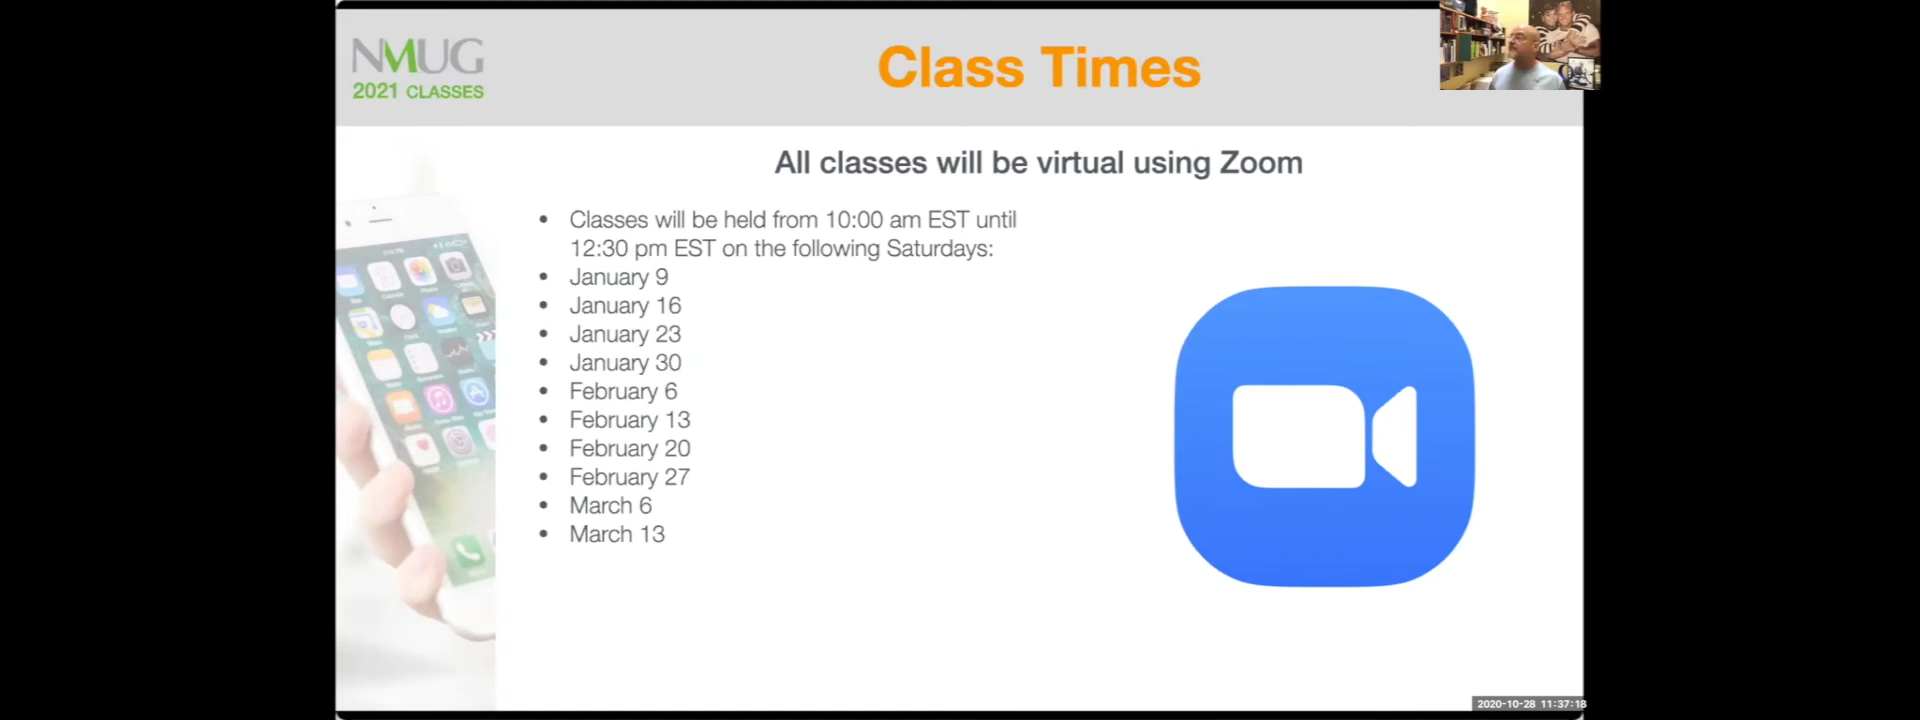 NMUG
2021 CLASSES
Class Times
All classes will be virtual using Zoom
• Classes will be held from 10:00 am EST until
12:30 pm EST on the following Saturdays:
• January 9
• January 16
• January 23
• January 30
• February 6
• February 13
• February 20
• February 27
• March 6
• March 13
2020-10-28 11:37:18